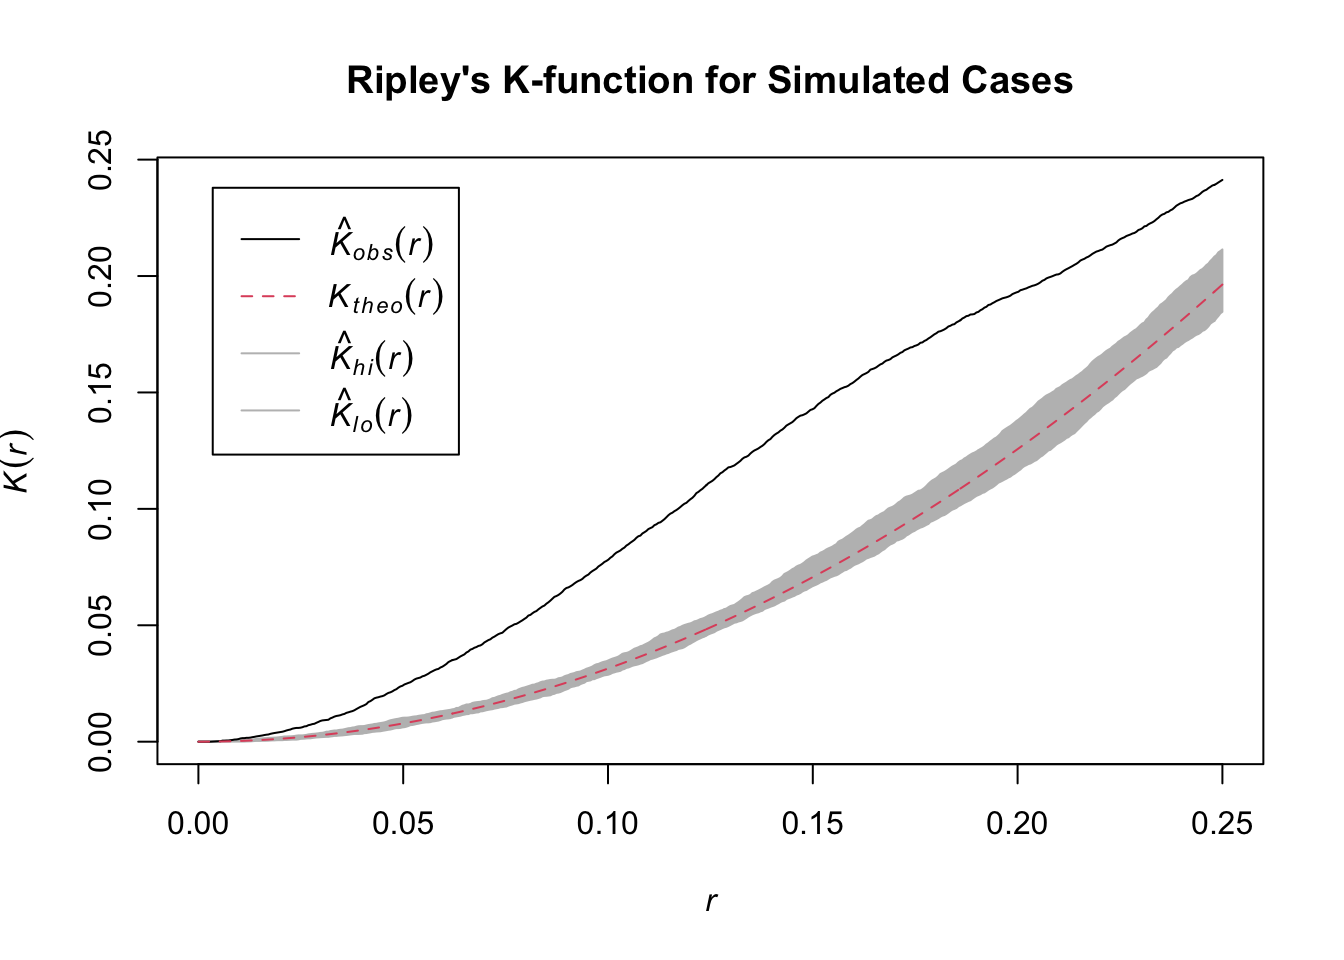 Ripley's K-function for Simulated Cases
K(r)
0.25
0.20
0.15
0.10
0.05
0.00
K̂obs(r)
Ktheo(r)
K̂hi(r)
K̂lo(r)
0.00 0.05 0.10 0.15 0.20 0.25
r